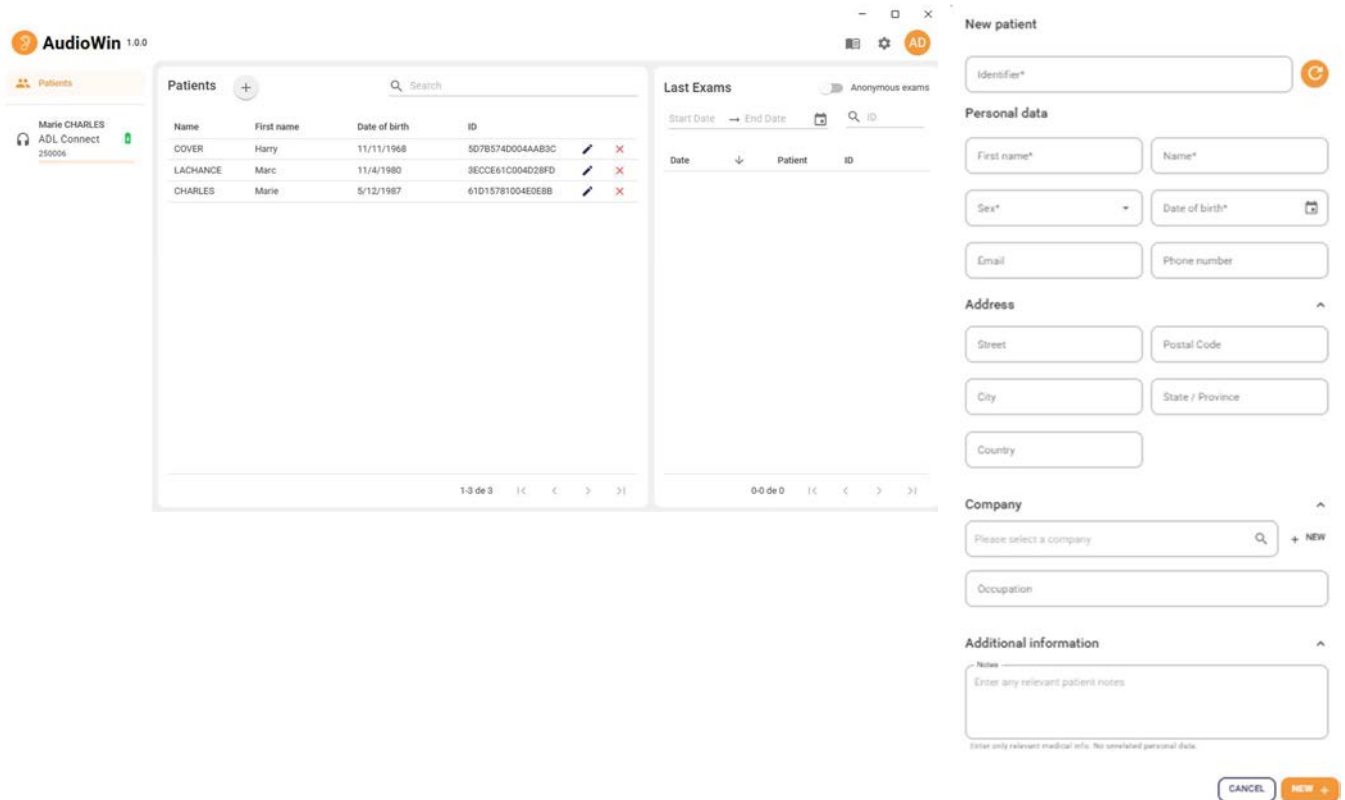 AudioWin 1.0.0
AD
Patients
Marie CHARLES
ADL Connect
250006
Patients
Search
Name First name Date of birth ID
COVER Harry 11/11/1968 5D7B574D004AAB3C
LACHANCE Marc 11/4/1980 3ECCE61C004D28FD
CHARLES Marie 5/12/1987 61D15781004E0E8B
1-3 de 3
Last Exams
Anonymous exams
Start Date → End Date
ID
Date Patient ID
0-0 de 0
New patient
Identifier*
Personal data
First name* Name*
Sex* Date of birth*
Email Phone number
Address
Street Postal Code
City State / Province
Country
Company
Please select a company
+ NEW
Occupation
Additional information
Notes
Enter any relevant patient notes
Enter only relevant medical info. No unrelated personal data.
CANCEL NEW +